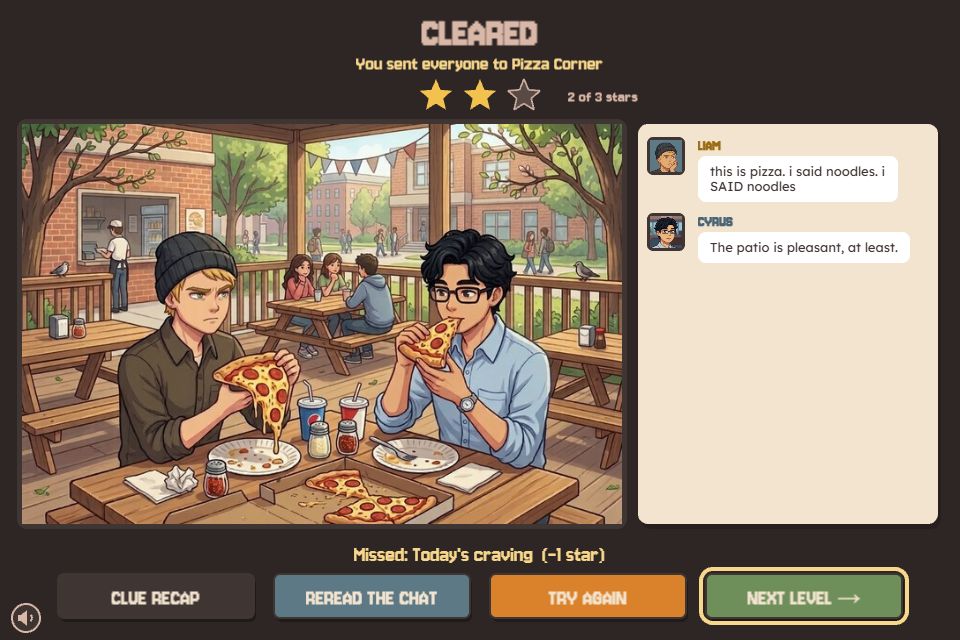 CLEARED
You sent everyone to Pizza Corner
2 of 3 stars
LIAM
this is pizza. i said noodles. i
SAID noodles
CYRUS
The patio is pleasant, at least.
Missed: Today's craving (-1 star)
CLUE RECAP
REREAD THE CHAT
TRY AGAIN
NEXT LEVEL →